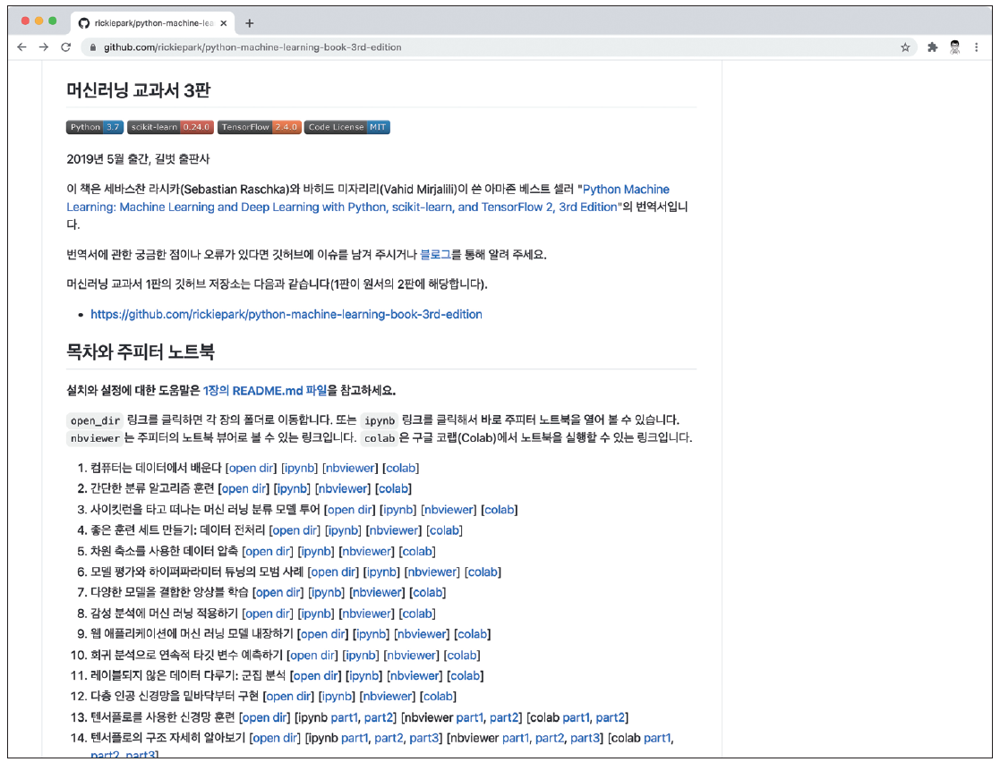 rickiepark/python-machine-lea
github.com/rickiepark/python-machine-learning-book-3rd-edition
머신러닝 교과서 3판
Python 3.7 scikit-learn 0.24.0 TensorFlow 2.4.0 Code License MIT
2019년 5월 출간, 길벗 출판사
이 책은 세바스찬 라시카(Sebastian Raschka)와 바히드 미자리리(Vahid Mirjalili)이 쓴 아마존 베스트 셀러 "Python Machine
Learning: Machine Learning and Deep Learning with Python, scikit-learn, and TensorFlow 2, 3rd Edition"의 번역서입니
다.
번역서에 관한 궁금한 점이나 오류가 있다면 깃허브에 이슈를 남겨 주시거나 블로그를 통해 알려 주세요.
머신러닝 교과서 1판의 깃허브 저장소는 다음과 같습니다(1판이 원서의 2판에 해당합니다).
• https://github.com/rickiepark/python-machine-learning-book-3rd-edition
목차와 주피터 노트북
설치와 설정에 대한 도움말은 1장의 README.md 파일을 참고하세요.
open_dir 링크를 클릭하면 각 장의 폴더로 이동합니다. 또는 ipynb 링크를 클릭해서 바로 주피터 노트북을 열어 볼 수 있습니다.
nbviewer 는 주피터의 노트북 뷰어로 볼 수 있는 링크입니다. colab 은 구글 코랩(Colab)에서 노트북을 실행할 수 있는 링크입니다.
1. 컴퓨터는 데이터에서 배운다 [open dir] [ipynb] [nbviewer] [colab]
2. 간단한 분류 알고리즘 훈련 [open dir] [ipynb] [nbviewer] [colab]
3. 사이킷런을 타고 떠나는 머신 러닝 분류 모델 투어 [open dir] [ipynb] [nbviewer] [colab]
4. 좋은 훈련 세트 만들기: 데이터 전처리 [open dir] [ipynb] [nbviewer] [colab]
5. 차원 축소를 사용한 데이터 압축 [open dir] [ipynb] [nbviewer] [colab]
6. 모델 평가와 하이퍼파라미터 튜닝의 모범 사례 [open dir] [ipynb] [nbviewer] [colab]
7. 다양한 모델을 결합한 앙상블 학습 [open dir] [ipynb] [nbviewer] [colab]
8. 감성 분석에 머신 러닝 적용하기 [open dir] [ipynb] [nbviewer] [colab]
9. 웹 애플리케이션에 머신 러닝 모델 내장하기 [open dir] [ipynb] [nbviewer] [colab]
10. 회귀 분석으로 연속적 타깃 변수 예측하기 [open dir] [ipynb] [nbviewer] [colab]
11. 레이블되지 않은 데이터 다루기: 군집 분석 [open dir] [ipynb] [nbviewer] [colab]
12. 다층 인공 신경망을 밑바닥부터 구현 [open dir] [ipynb] [nbviewer] [colab]
13. 텐서플로를 사용한 신경망 훈련 [open dir] [ipynb part1, part2] [nbviewer part1, part2] [colab part1, part2]
14. 텐서플로의 구조 자세히 알아보기 [open dir] [ipynb part1, part2, part3] [nbviewer part1, part2, part3] [colab part1,
part2, part3]